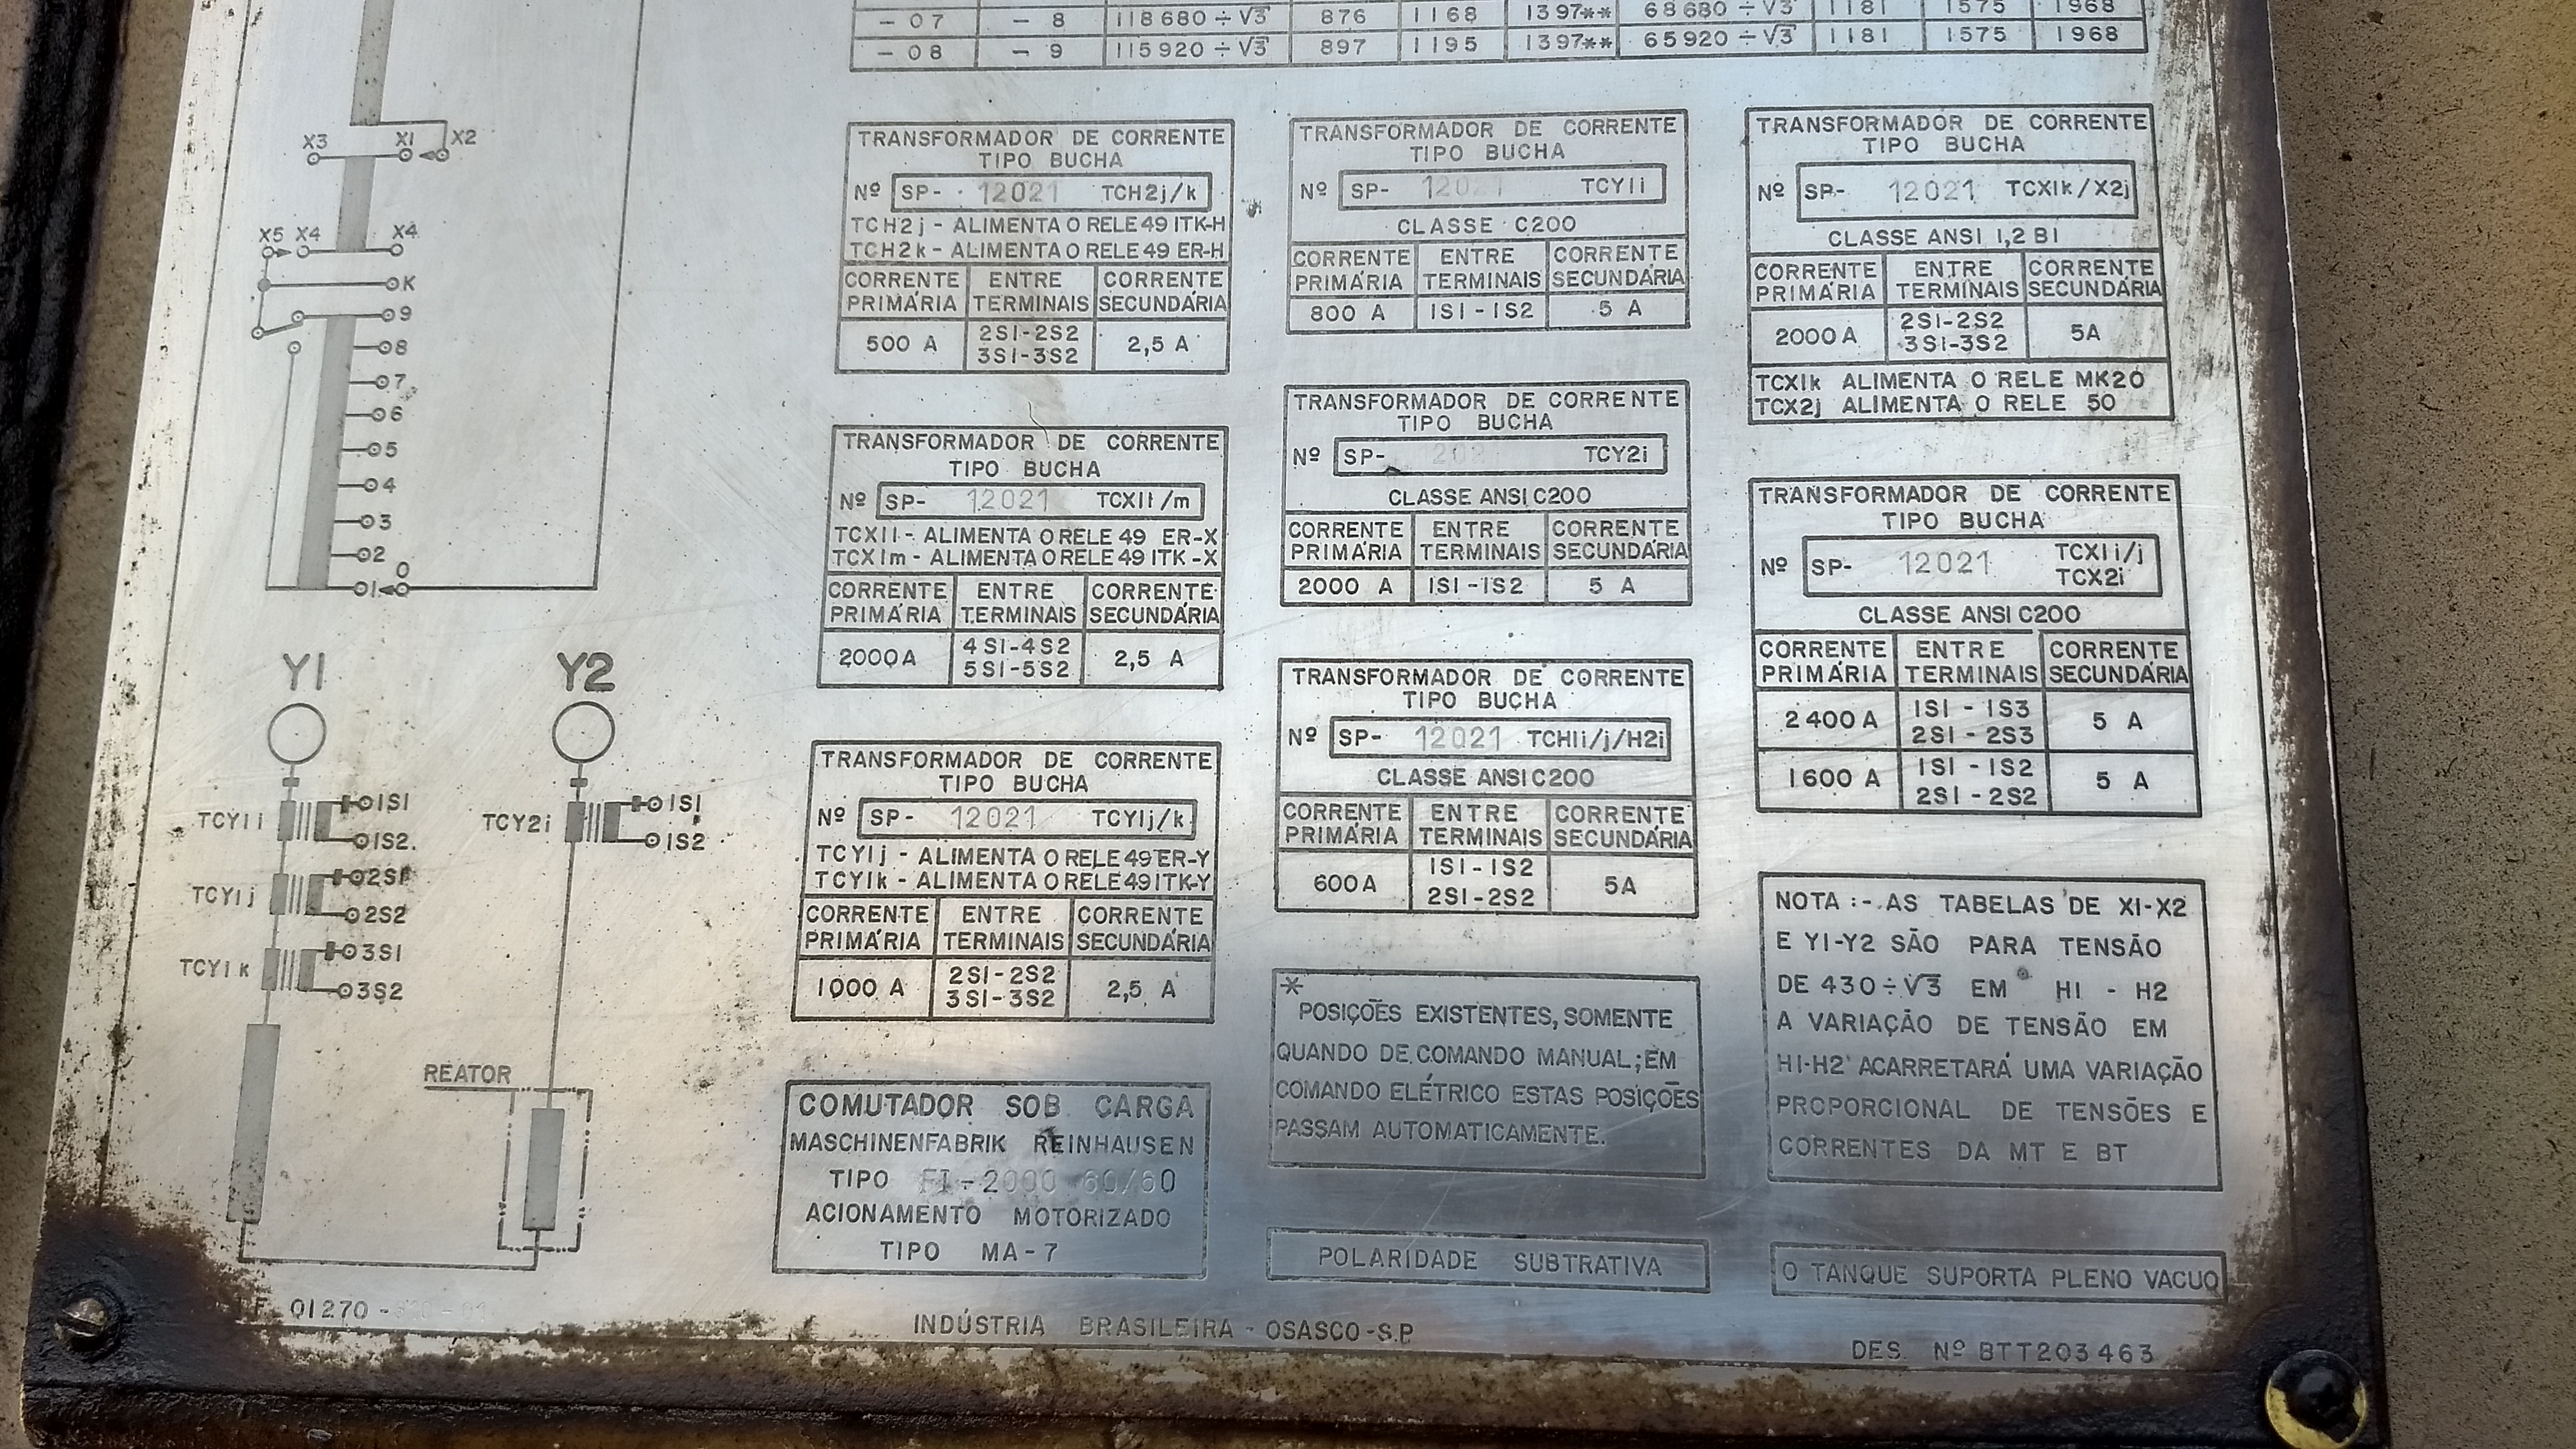 - 07 - 8 118680÷√3 876 1168 1397** 68680÷√3 1181 1575 1968
- 08 - 9 115920÷√3 897 1195 1397** 65920÷√3 1181 1575 1968
X3 X1 X2
X5 X4 X4
K
9
8
7
6
5
4
3
2
1 0
Y1 Y2
TCY1i 1S1
1S2
TCY1j 2S1
2S2
TCY1k 3S1
3S2
TCY2i 1S1
1S2
REATOR
TRANSFORMADOR DE CORRENTE
TIPO BUCHA
Nº SP- 12021 TCH2j/k
TCH2j - ALIMENTA O RELE 49 ITK-H
TCH2k - ALIMENTA O RELE 49 ER-H
CORRENTE PRIMÁRIA ENTRE TERMINAIS CORRENTE SECUNDÁRIA
500 A 2S1-2S2 3S1-3S2 2,5 A
TRANSFORMADOR DE CORRENTE
TIPO BUCHA
Nº SP- 12021 TCX1l/m
TCX1l - ALIMENTA O RELE 49 ER-X
TCX1m - ALIMENTA O RELE 49 ITK-X
CORRENTE PRIMÁRIA ENTRE TERMINAIS CORRENTE SECUNDÁRIA
2000 A 4S1-4S2 5S1-5S2 2,5 A
TRANSFORMADOR DE CORRENTE
TIPO BUCHA
Nº SP- 12021 TCY1j/k
TCY1j - ALIMENTA O RELE 49 ER-Y
TCY1k - ALIMENTA O RELE 49 ITK-Y
CORRENTE PRIMÁRIA ENTRE TERMINAIS CORRENTE SECUNDÁRIA
1000 A 2S1-2S2 3S1-3S2 2,5 A
COMUTADOR SOB CARGA
MASCHINENFABRIK REINHAUSEN
TIPO FI-2000 60/60
ACIONAMENTO MOTORIZADO
TIPO MA-7
TRANSFORMADOR DE CORRENTE
TIPO BUCHA
Nº SP- TCY1i
CLASSE C200
CORRENTE PRIMÁRIA ENTRE TERMINAIS CORRENTE SECUNDÁRIA
800 A 1S1-1S2 5 A
TRANSFORMADOR DE CORRENTE
TIPO BUCHA
Nº SP- TCY2i
CLASSE ANSI C200
CORRENTE PRIMÁRIA ENTRE TERMINAIS CORRENTE SECUNDÁRIA
2000 A 1S1-1S2 5 A
TRANSFORMADOR DE CORRENTE
TIPO BUCHA
Nº SP- 12021 TCH1i/j/H2i
CLASSE ANSI C200
CORRENTE PRIMÁRIA ENTRE TERMINAIS CORRENTE SECUNDÁRIA
600 A 1S1-1S2 2S1-2S2 5A
* POSIÇÕES EXISTENTES, SOMENTE
QUANDO DE COMANDO MANUAL; EM
COMANDO ELÉTRICO ESTAS POSIÇÕES
PASSAM AUTOMATICAMENTE.
POLARIDADE SUBTRATIVA
TRANSFORMADOR DE CORRENTE
TIPO BUCHA
Nº SP- 12021 TCX1k/X2j
CLASSE ANSI 1,2 B1
CORRENTE PRIMÁRIA ENTRE TERMINAIS CORRENTE SECUNDÁRIA
2000 A 2S1-2S2 3S1-3S2 5A
TCX1k ALIMENTA O RELE MK20
TCX2j ALIMENTA O RELE 50
TRANSFORMADOR DE CORRENTE
TIPO BUCHA
Nº SP- 12021 TCX1i/j TCX2i
CLASSE ANSI C200
CORRENTE PRIMÁRIA ENTRE TERMINAIS CORRENTE SECUNDÁRIA
2400 A 1S1 - 1S3 2S1 - 2S3 5 A
1600 A 1S1 - 1S2 2S1 - 2S2 5 A
NOTA :- AS TABELAS DE X1-X2
E Y1-Y2 SÃO PARA TENSÃO
DE 430÷√3 EM H1 - H2
A VARIAÇÃO DE TENSÃO EM
H1-H2 ACARRETARÁ UMA VARIAÇÃO
PROPORCIONAL DE TENSÕES E
CORRENTES DA MT E BT
O TANQUE SUPORTA PLENO VACUO
F 01270 -
INDÚSTRIA BRASILEIRA - OSASCO - S.P.
DES. Nº BTT203463